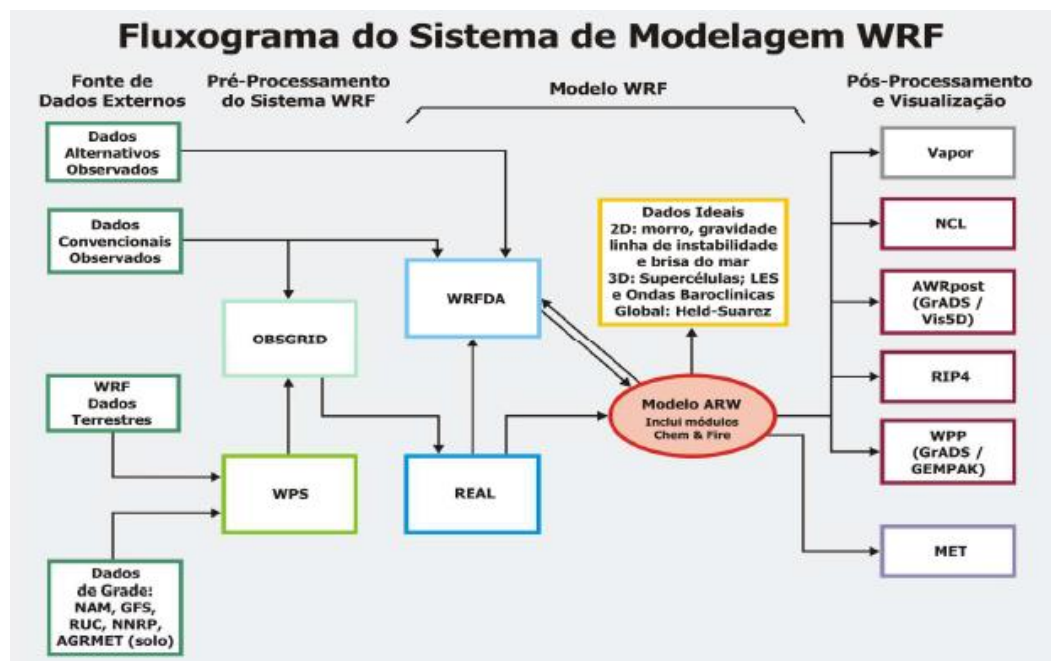 Fluxograma do Sistema de Modelagem WRF
Fonte de
Dados Externos
Pré-Processamento
do Sistema WRF
Modelo WRF
Pós-Processamento
e Visualização
Dados
Alternativos
Observados
Dados
Convencionais
Observados
WRF
Dados
Terrestres
Dados
de Grade:
NAM, GFS,
RUC, NNRP,
AGRMET (solo)
OBSGRID
WPS
WRFDA
REAL
Dados Ideais
2D: morro, gravidade
linha de instabilidade
e brisa do mar
3D: Supercélulas; LES
e Ondas Baroclínicas
Global: Held-Suarez
Modelo ARW
Inclui módulos
Chem & Fire
Vapor
NCL
AWRpost
(GrADS /
Vis5D)
RIP4
WPP
(GrADS /
GEMPAK)
MET